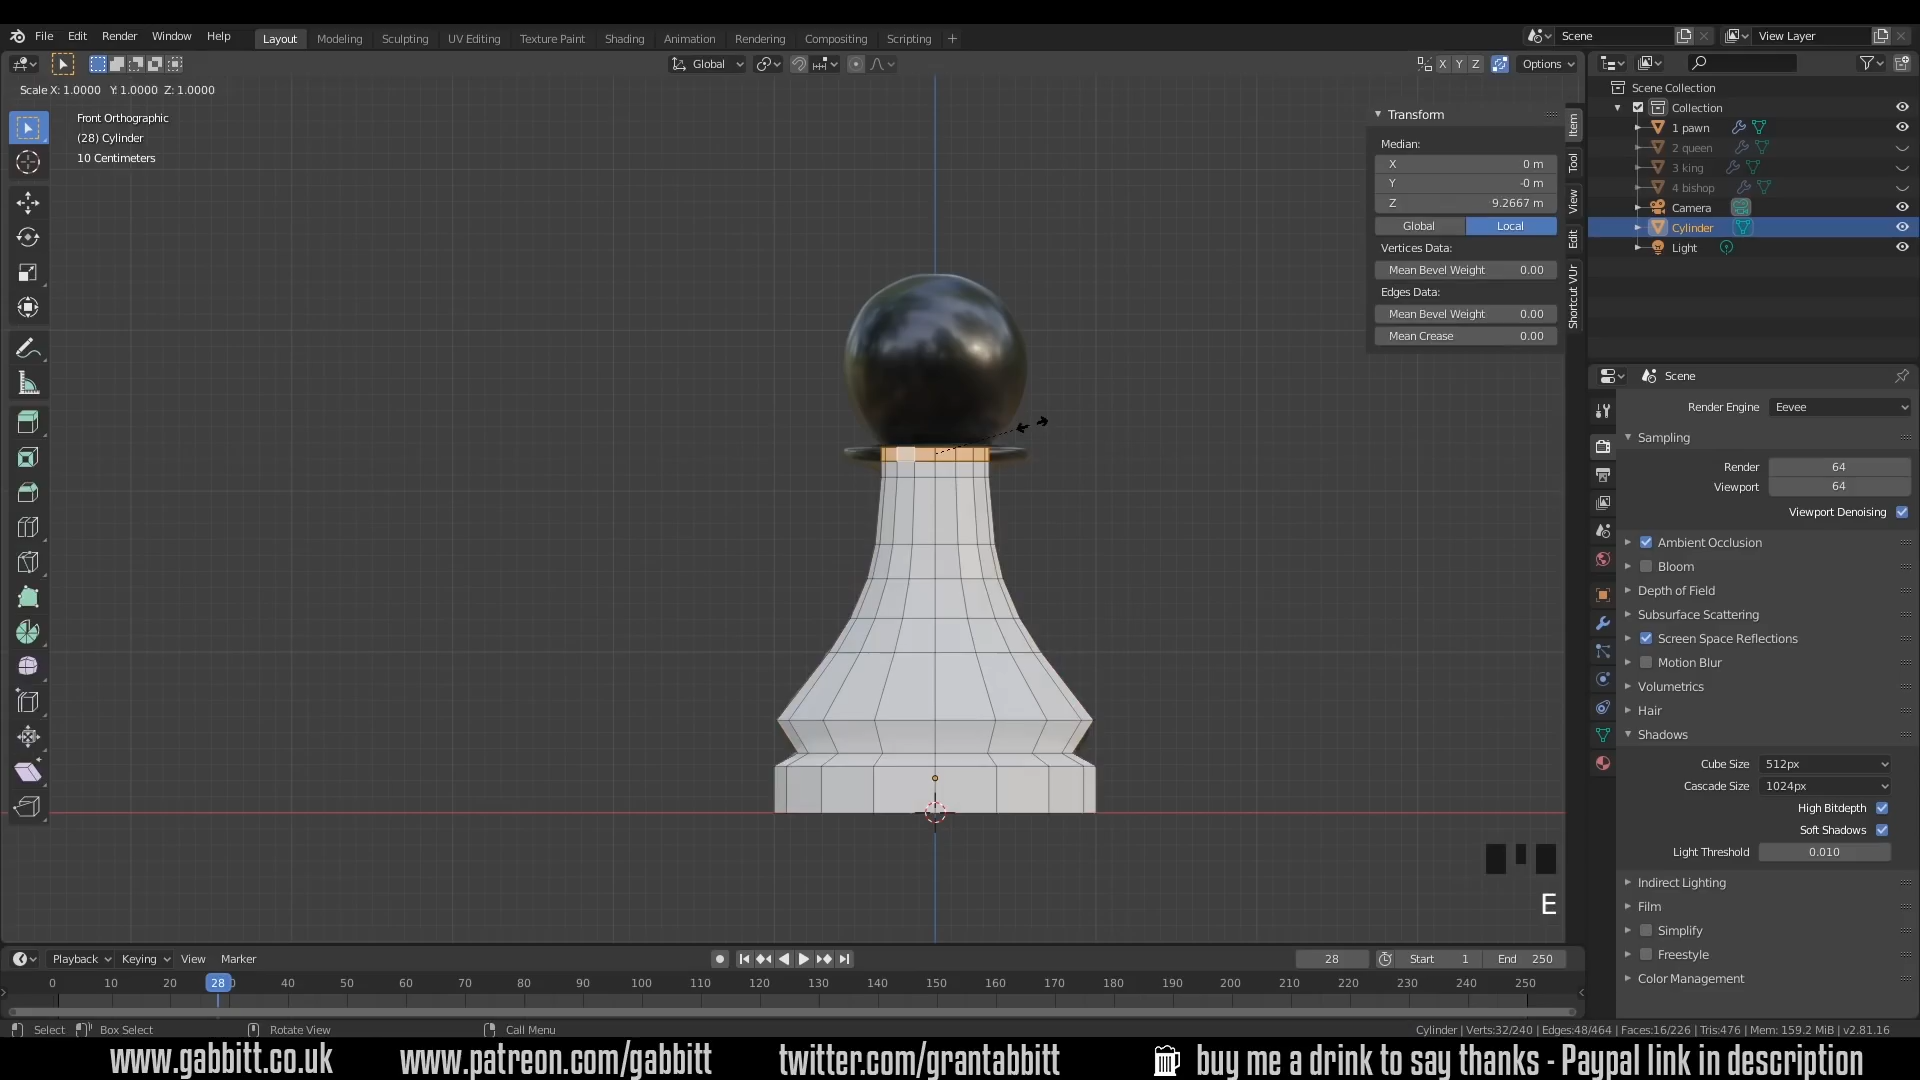 File Edit Render Window Help
Layout Modeling Sculpting UV Editing Texture Paint Shading Animation Rendering Compositing Scripting +
Scene View Layer
Global X Y Z Options
Scale X: 1.0000 Y: 1.0000 Z: 1.0000
Front Orthographic
(28) Cylinder
10 Centimeters
Transform
Median:
X 0 m
Y -0 m
Z 9.2667 m
Global Local
Vertices Data:
Mean Bevel Weight 0.00
Edges Data:
Mean Bevel Weight 0.00
Mean Crease 0.00
Item
Tool
View
Edit
Shortcut VUr
Scene Collection
Collection
1 pawn
2 queen
3 king
4 bishop
Camera
Cylinder
Light
Scene
Render Engine Eevee
Sampling
Render 64
Viewport 64
Viewport Denoising
Ambient Occlusion
Bloom
Depth of Field
Subsurface Scattering
Screen Space Reflections
Motion Blur
Volumetrics
Hair
Shadows
Cube Size 512px
Cascade Size 1024px
High Bitdepth
Soft Shadows
Light Threshold 0.010
Indirect Lighting
Film
Simplify
Freestyle
Color Management
E
Playback Keying View Marker 28 Start 1 End 250
0 10 20 28 40 50 60 70 80 90 100 110 120 130 140 150 160 170 180 190 200 210 220 230 240 250
Select Box Select Rotate View Call Menu
Cylinder | Verts:32/240 | Edges:48/464 | Faces:16/226 | Tris:476 | Mem: 159.2 MiB | v2.81.16
www.gabbitt.co.uk www.patreon.com/gabbitt twitter.com/grantabbitt buy me a drink to say thanks - Paypal link in description